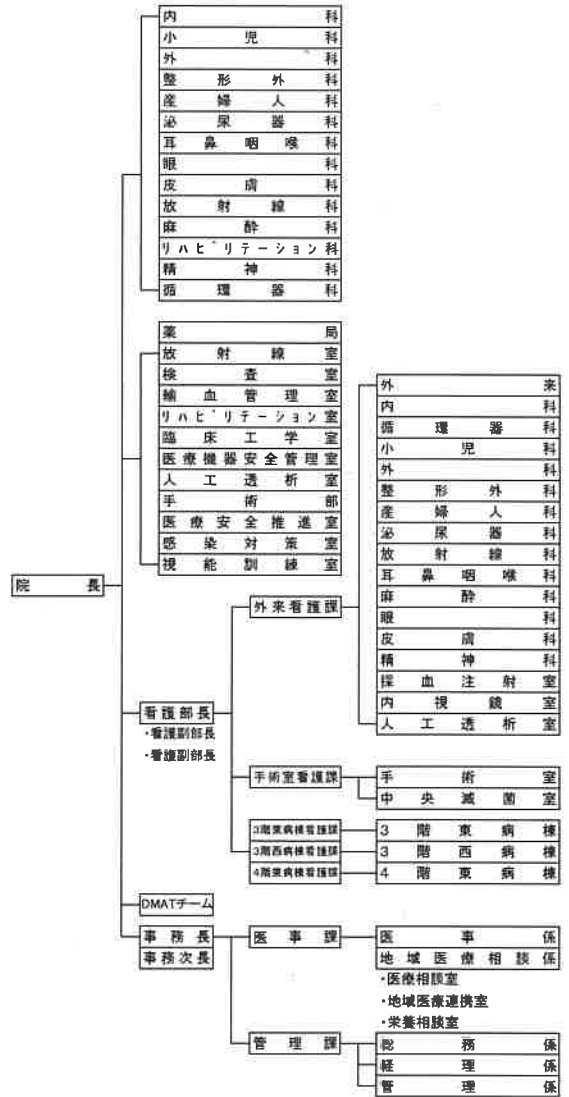 内科
小児科
外科
整形外科
産婦人科
泌尿器科
耳鼻咽喉科
眼科
皮膚科
放射線科
麻酔科
リハビリテーション科
精神科
循環器科
薬局
放射線室
検査室
輸血管理室
リハビリテーション室
臨床工学室
医療機器安全管理室
人工透析室
手術部
医療安全推進室
感染対策室
視能訓練室
院長
看護部長
・看護副部長
・看護副部長
外来看護課
外来
内科
循環器科
小児科
外科
整形外科
産婦人科
泌尿器科
放射線科
耳鼻咽喉科
麻酔科
眼科
皮膚科
精神科
採血注射室
内視鏡室
人工透析室
手術室看護課
手術室
中央滅菌室
3階東病棟看護課
3階東病棟
3階西病棟看護課
3階西病棟
4階東病棟看護課
4階東病棟
DMATチーム
事務長
事務次長
医事課
医事係
地域医療相談係
・医療相談室
・地域医療連携室
・栄養相談室
管理課
総務係
経理係
管理係